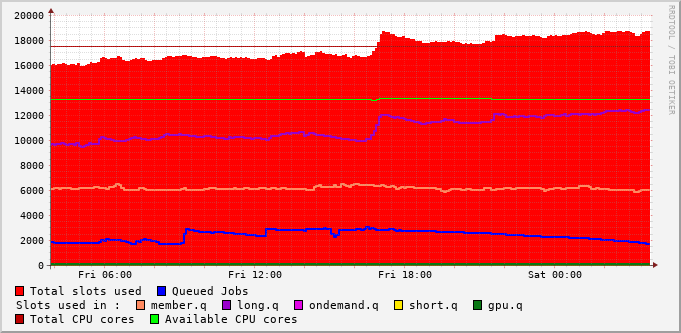 20000
18000
16000
14000
12000
10000
8000
6000
4000
2000
0
Fri 06:00 Fri 12:00 Fri 18:00 Sat 00:00
Total slots used Queued Jobs
Slots used in : member.q long.q ondemand.q short.q gpu.q
Total CPU cores Available CPU cores
RRDTOOL / TOBI OETIKER